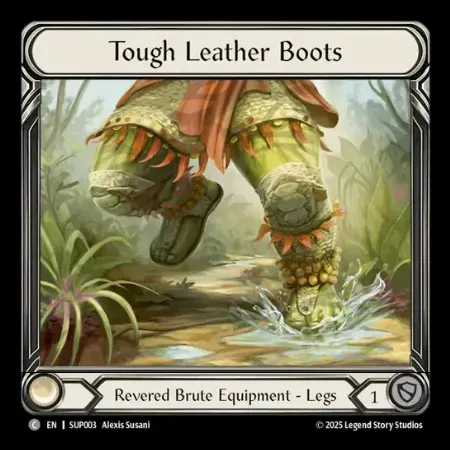 Tough Leather Boots
Revered Brute Equipment - Legs
1
C EN | SUP003 Alexis Susani
© 2025 Legend Story Studios